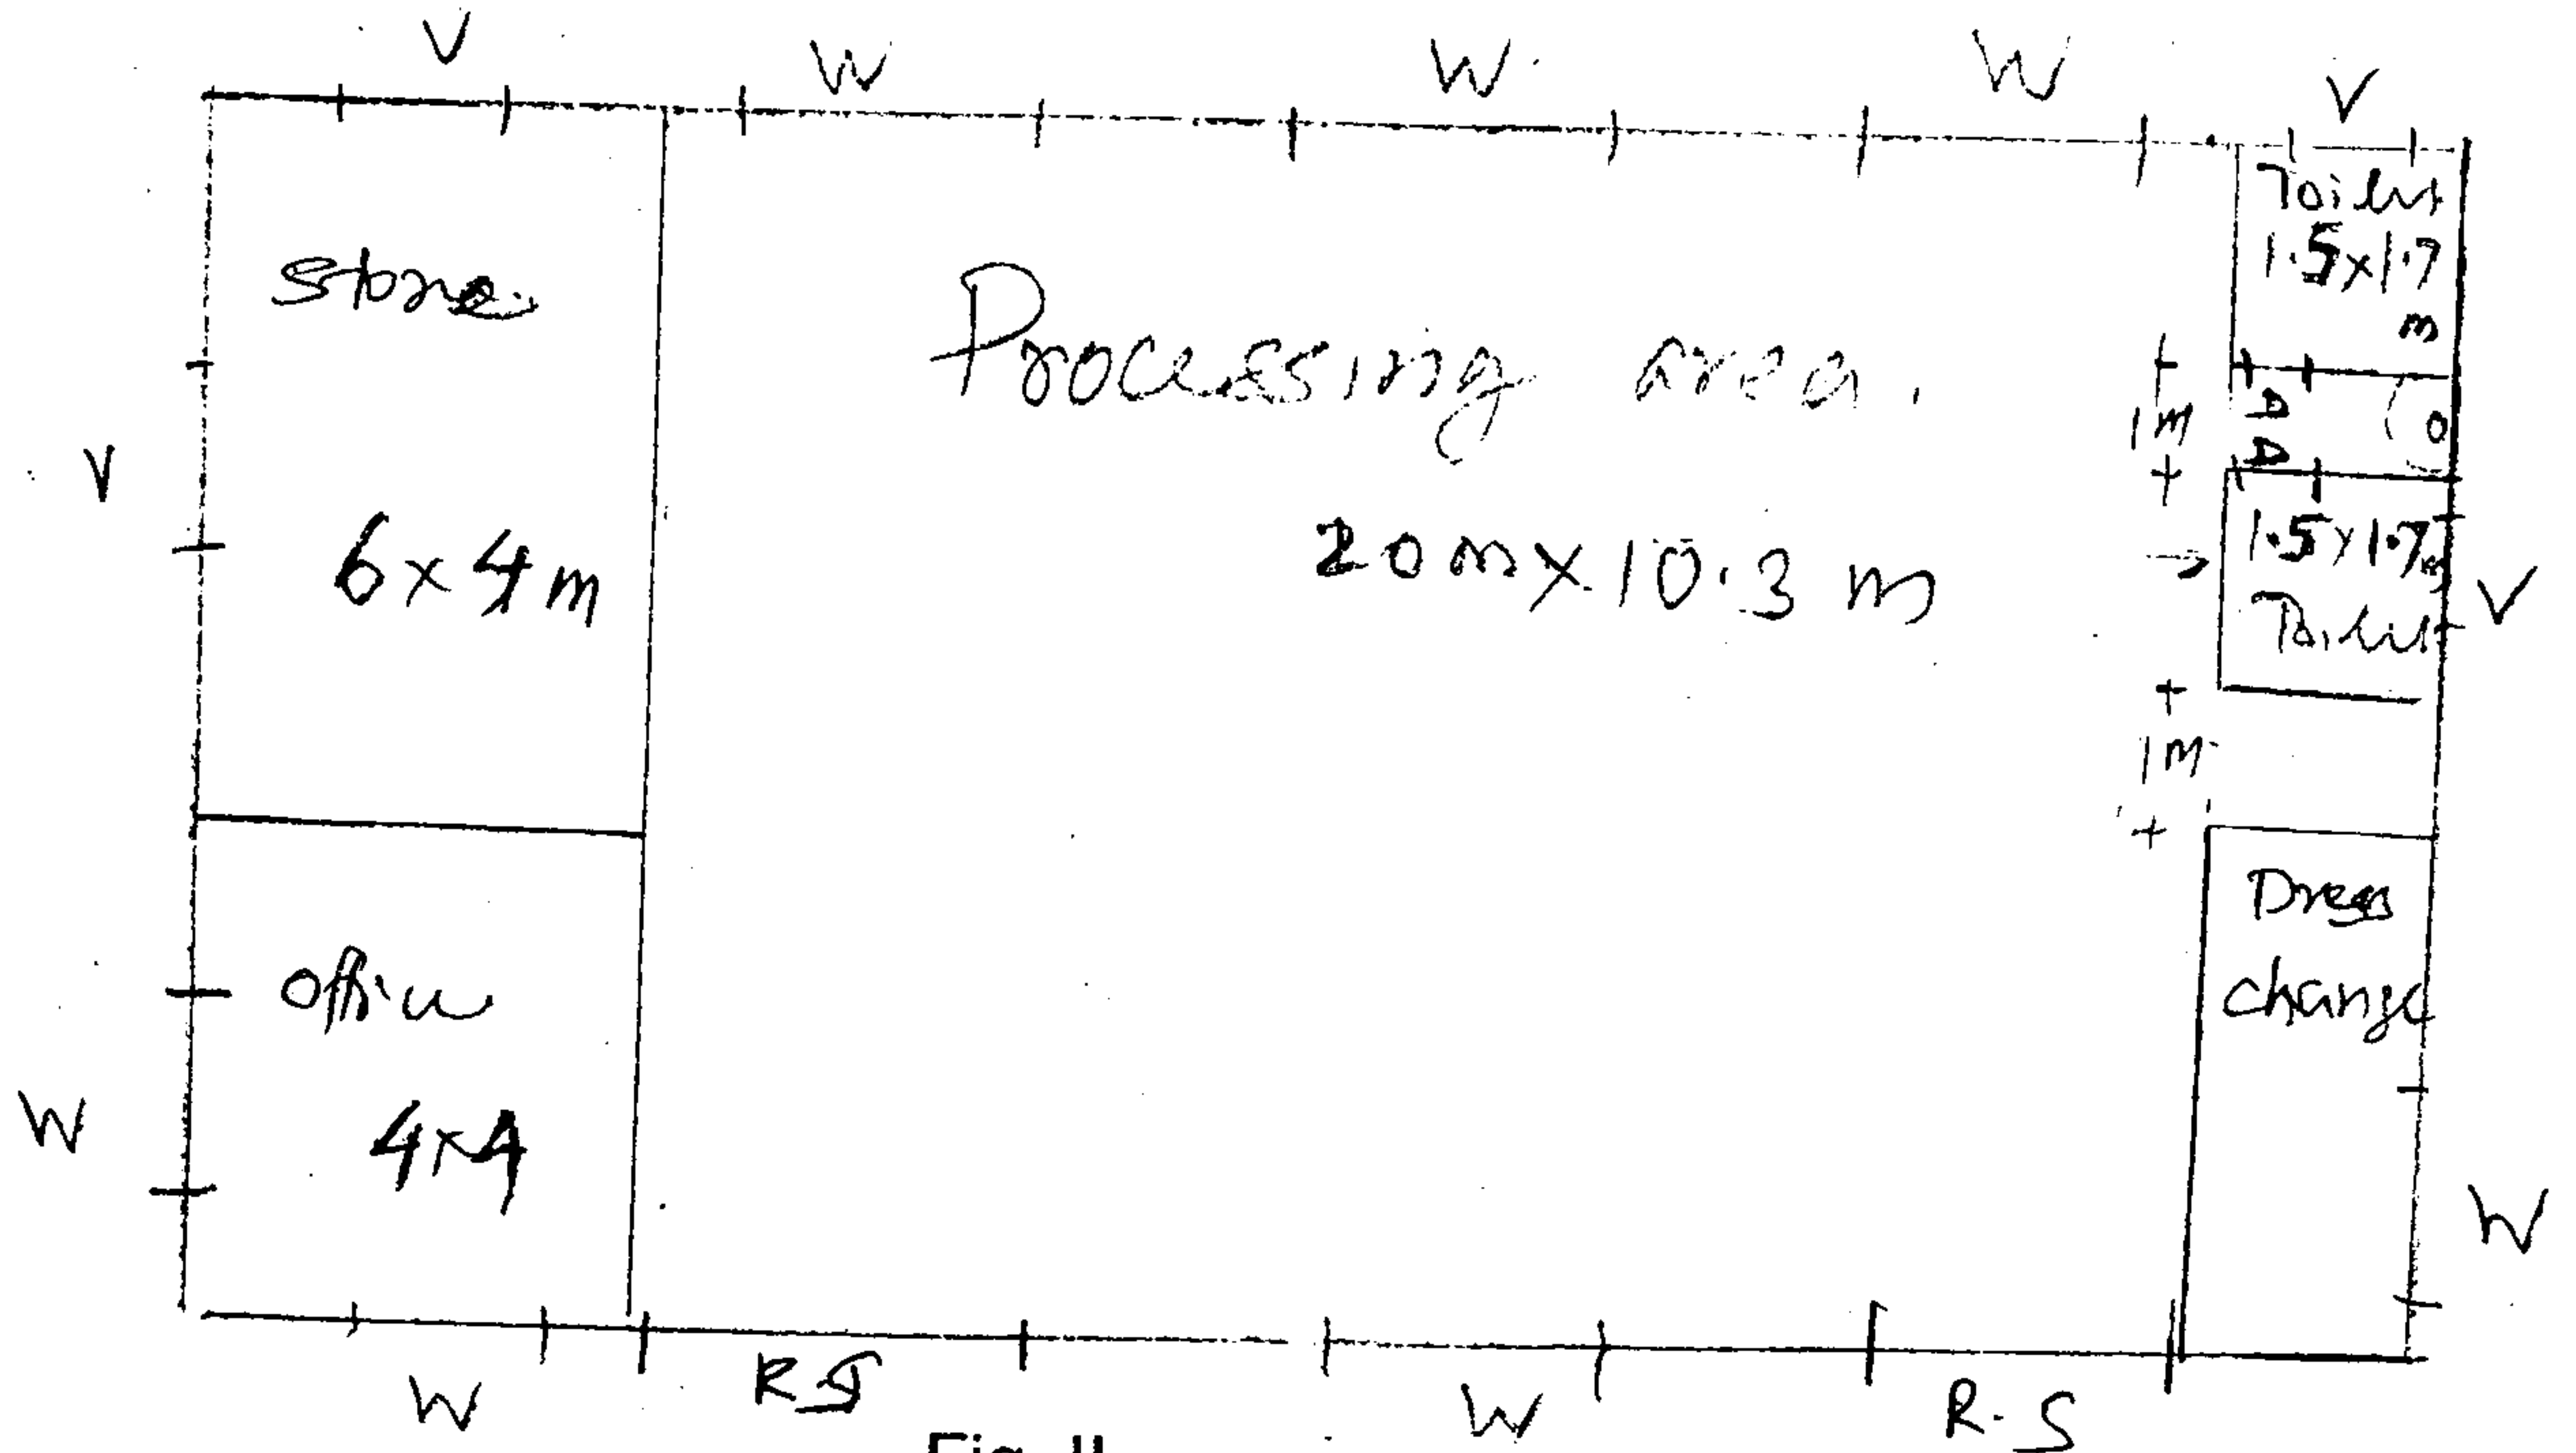 V W W W V
Toilet
1.5x1.7
m
Store
Processing area.
1m
D
D
O
V
6x4m
20mx10.3 m
1.5x1.7m
Toilet
V
1m
Dress
change
Office
4x4
W
W
W
RS
W
R.S
Fig. II